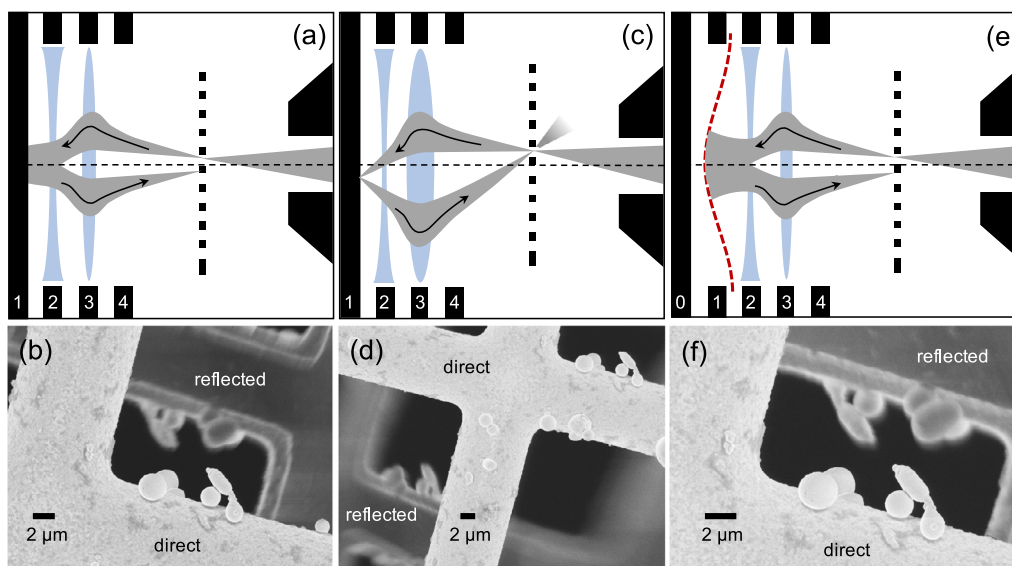 (a)
1
2
3
4
(c)
1
2
3
4
(e)
0
1
2
3
4
(b)
reflected
2 µm
direct
(d)
direct
reflected
2 µm
(f)
reflected
2 µm
direct